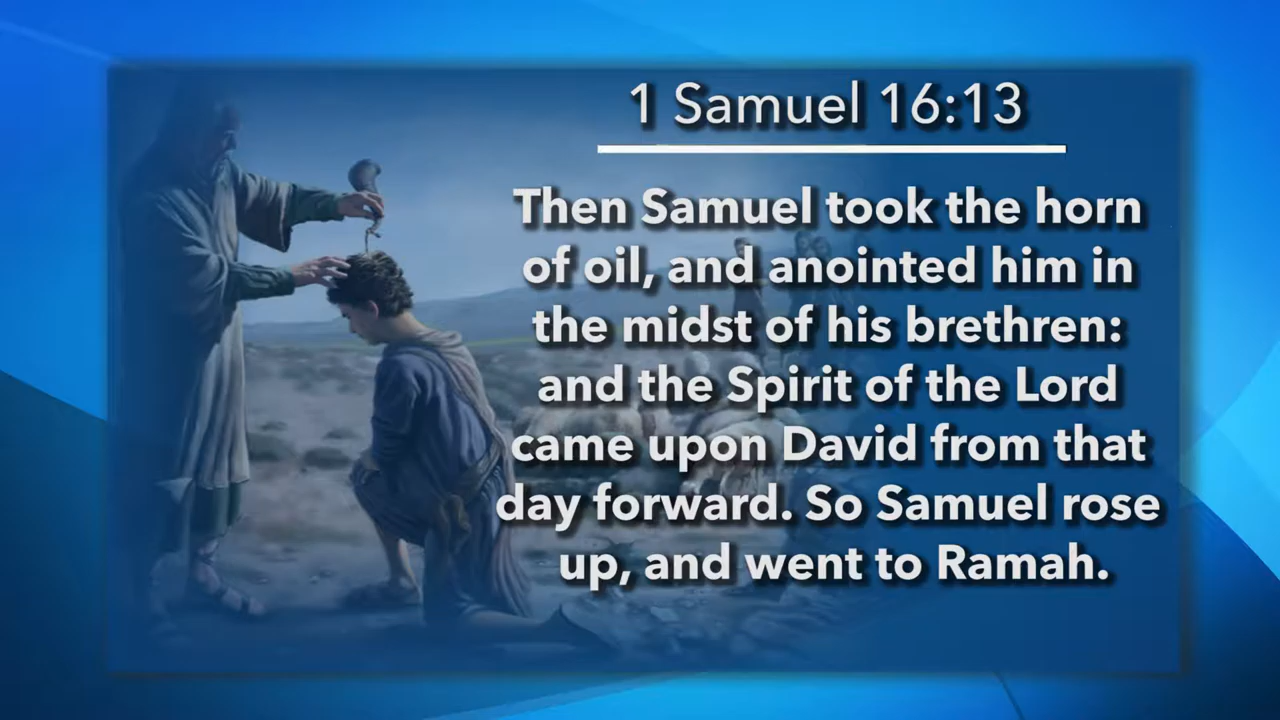 1 Samuel 16:13
Then Samuel took the horn
of oil, and anointed him in
the midst of his brethren:
and the Spirit of the Lord
came upon David from that
day forward. So Samuel rose
up, and went to Ramah.